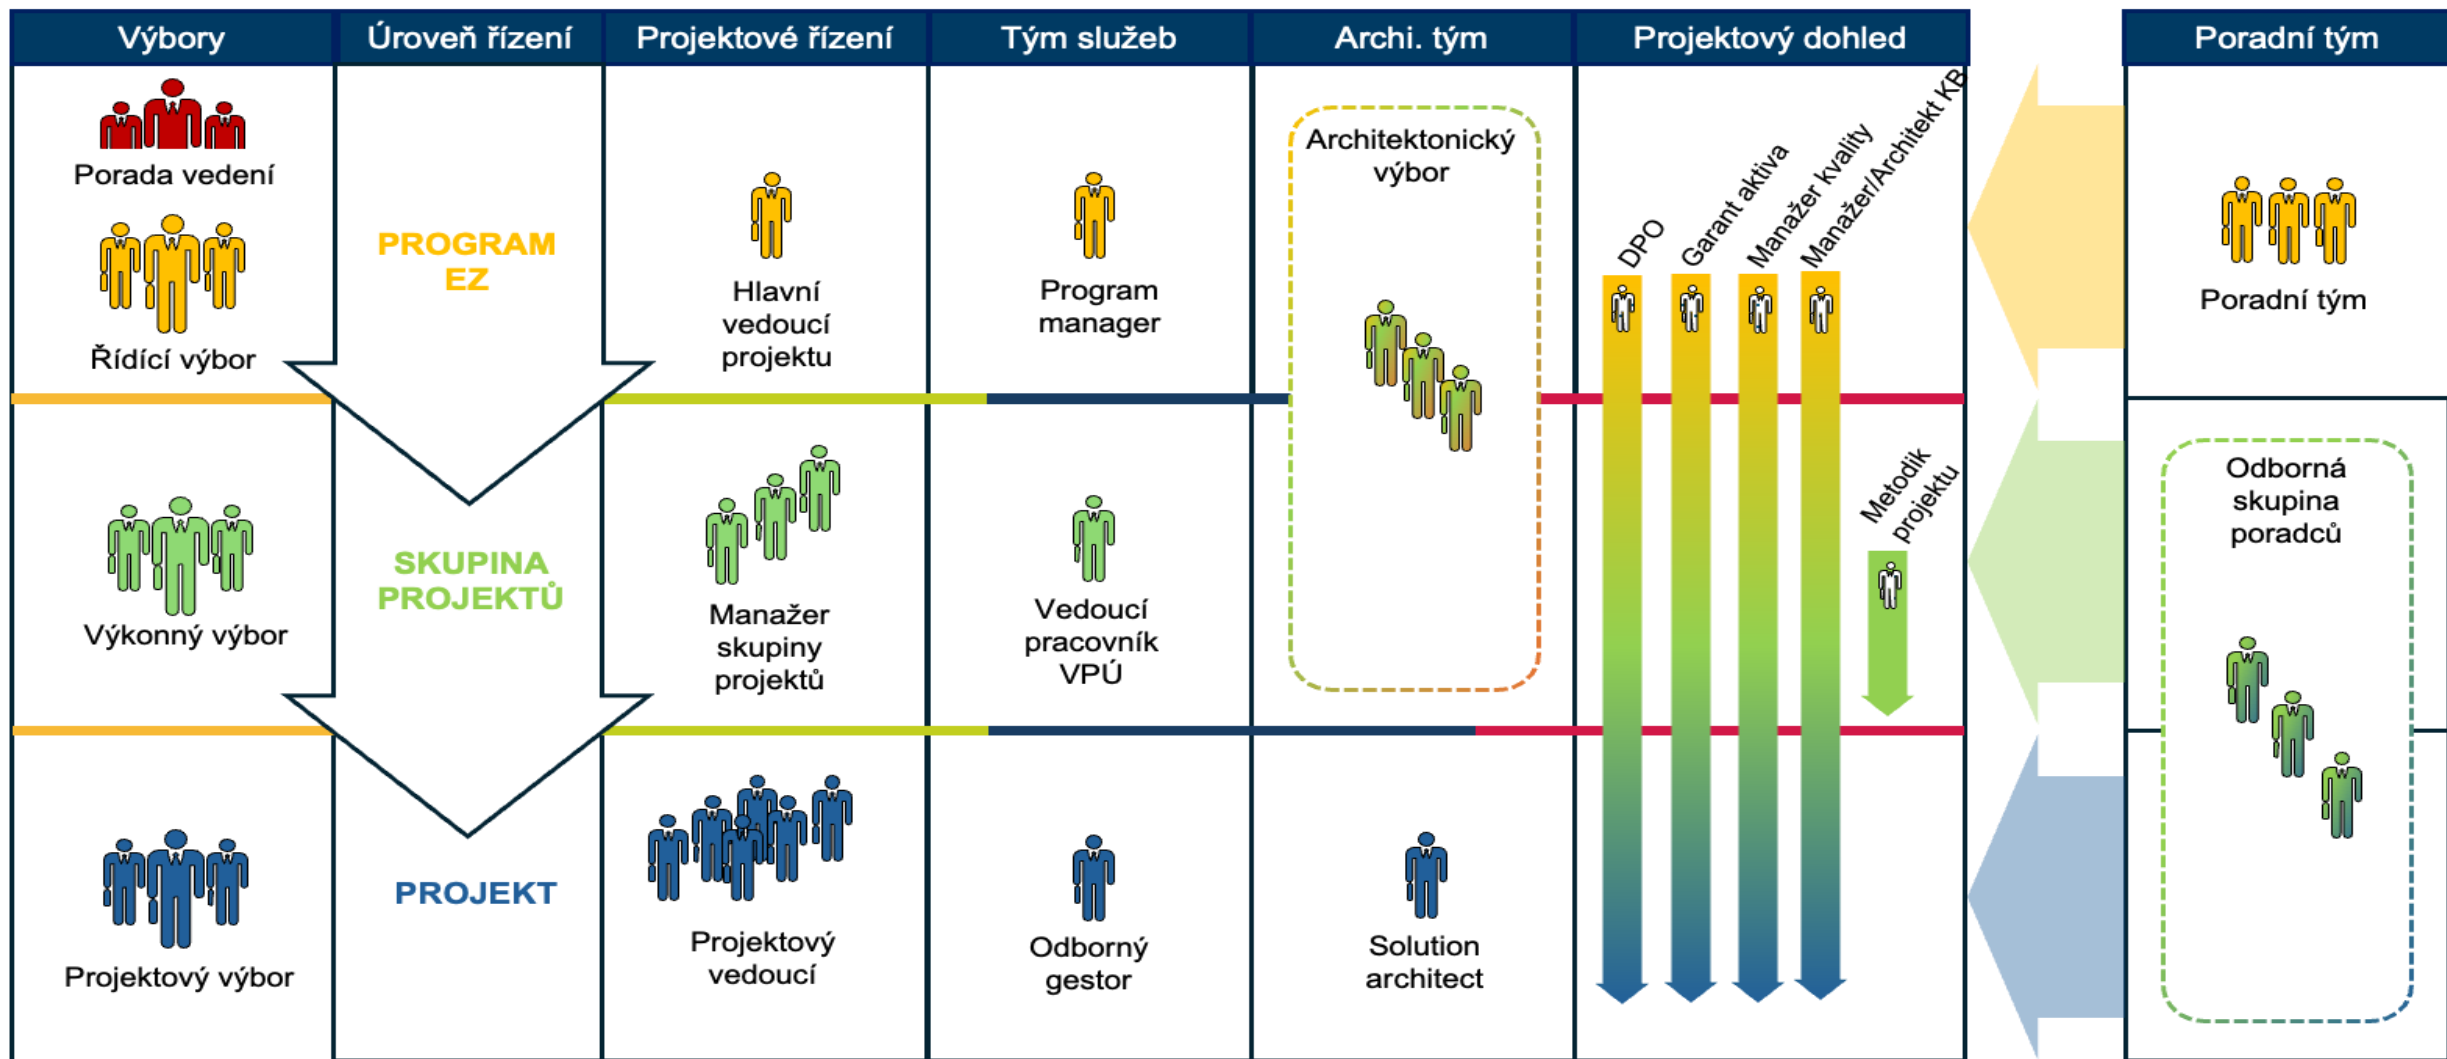 Výbory
Úroveň řízení
Projektové řízení
Tým služeb
Archi. tým
Projektový dohled
Poradní tým
Porada vedení
Řídící výbor
PROGRAM
EZ
Hlavní
vedoucí
projektu
Program
manager
Architektonický
výbor
DPO
Garant aktiva
Manažer kvality
Manažer/Architekt KB
Poradní tým
Výkonný výbor
SKUPINA
PROJEKTŮ
Manažer
skupiny
projektů
Vedoucí
pracovník
VPÚ
Metodik
projektu
Odborná
skupina
poradců
Projektový výbor
PROJEKT
Projektový
vedoucí
Odborný
gestor
Solution
architect